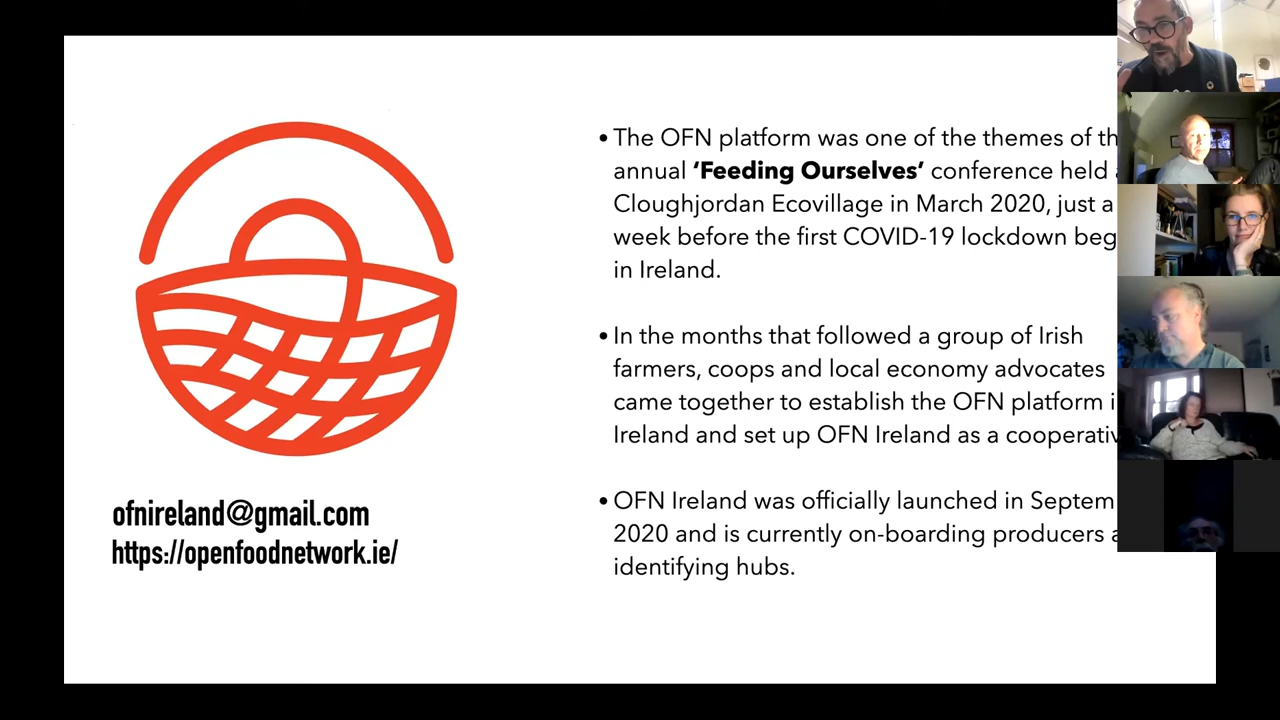 • The OFN platform was one of the themes of
annual ‘Feeding Ourselves’ conference held
Cloughjordan Ecovillage in March 2020, just a
week before the first COVID-19 lockdown
in Ireland.
• In the months that followed a group of Irish
farmers, coops and local economy advocates
came together to establish the OFN platform
Ireland and set up OFN Ireland as a
• OFN Ireland was officially launched in
2020 and is currently on-boarding producers
identifying hubs.
ofnireland@gmail.com
https://openfoodnetwork.ie/